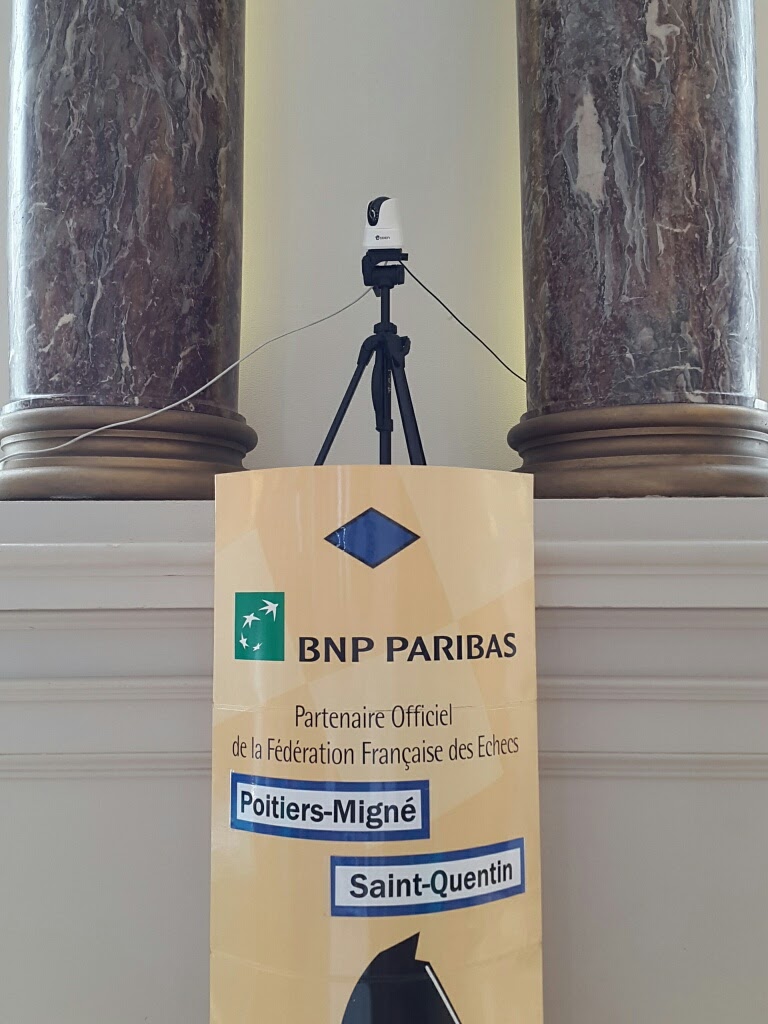 BNP PARIBAS
Partenaire Officiel
de la Fédération Française des Echecs
Poitiers-Migné
Saint-Quentin